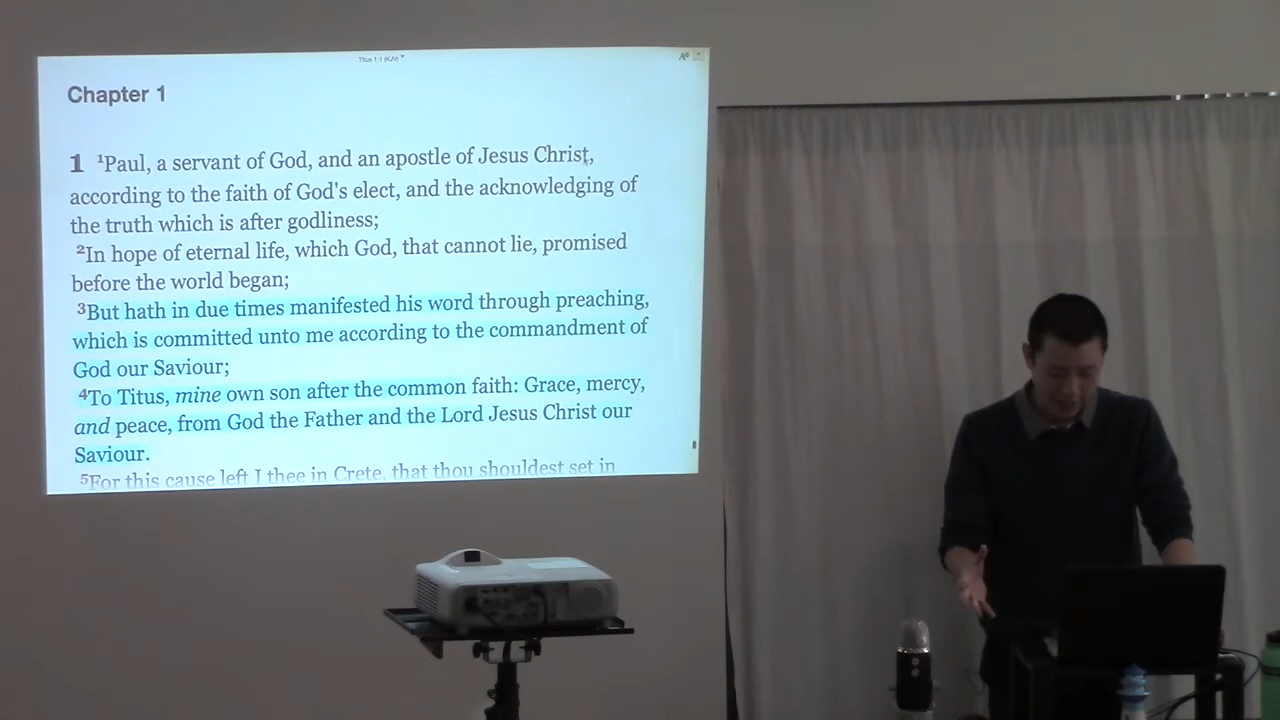 Titus 1:1 (KJV)
Chapter 1
1 ¹Paul, a servant of God, and an apostle of Jesus Christ,
according to the faith of God's elect, and the acknowledging of
the truth which is after godliness;
²In hope of eternal life, which God, that cannot lie, promised
before the world began;
³But hath in due times manifested his word through preaching,
which is committed unto me according to the commandment of
God our Saviour;
⁴To Titus, mine own son after the common faith: Grace, mercy,
and peace, from God the Father and the Lord Jesus Christ our
Saviour.
⁵For this cause left I thee in Crete, that thou shouldest set in